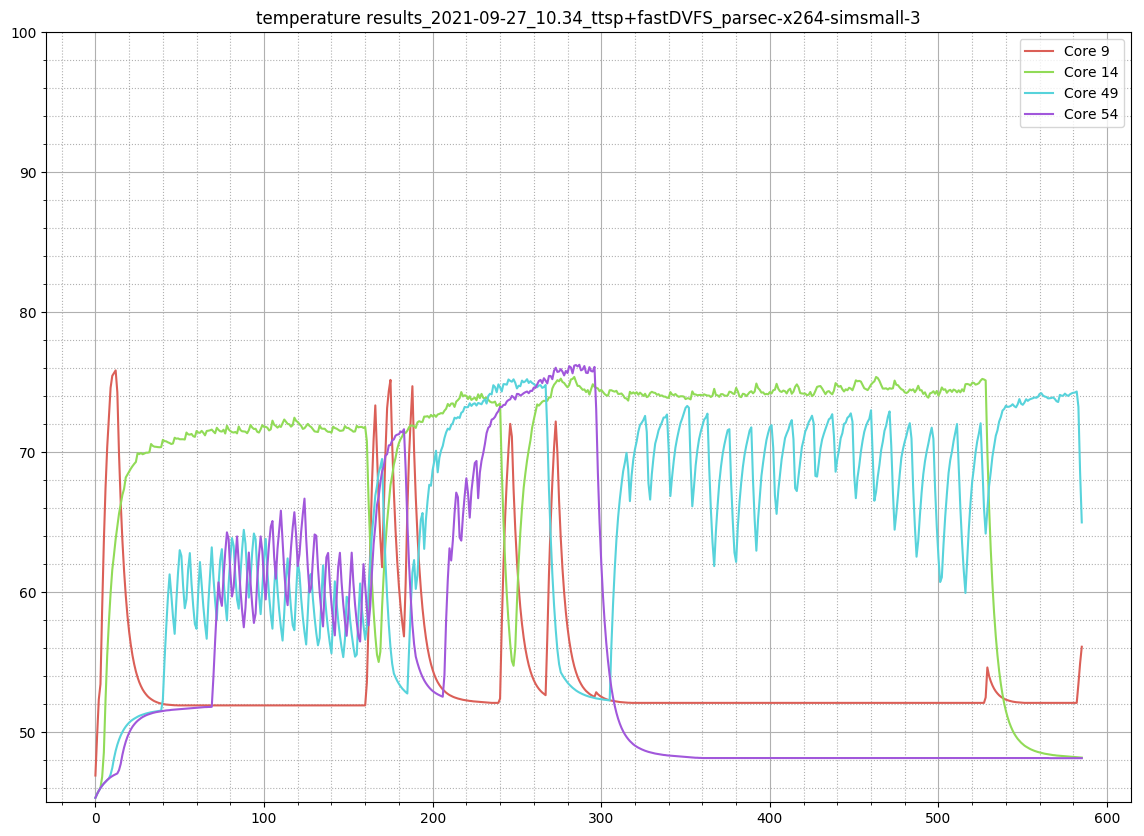 temperature results_2021-09-27_10.34_ttsp+fastDVFS_parsec-x264-simsmall-3
100
90
80
70
60
50
Core 9
Core 14
Core 49
Core 54
0 100 200 300 400 500 600